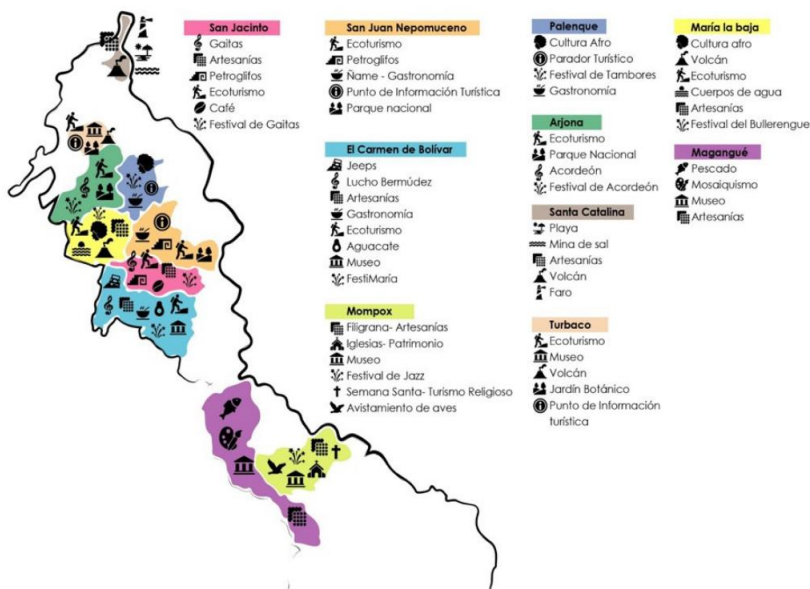 San Jacinto
Gaitas
Artesanías
Petroglifos
Ecoturismo
Café
Festival de Gaitas
San Juan Nepomuceno
Ecoturismo
Petroglifos
Ñame - Gastronomía
Punto de Información Turística
Parque nacional
El Carmen de Bolívar
Jeeps
Lucho Bermúdez
Artesanías
Gastronomía
Ecoturismo
Aguacate
Museo
FestiMaría
Mompox
Filigrana- Artesanías
Iglesias- Patrimonio
Museo
Festival de Jazz
Semana Santa- Turismo Religioso
Avistamiento de aves
Palenque
Cultura Afro
Parador Turístico
Festival de Tambores
Gastronomía
Arjona
Ecoturismo
Parque Nacional
Acordeón
Festival de Acordeón
Santa Catalina
Playa
Mina de sal
Artesanías
Volcán
Faro
Turbaco
Ecoturismo
Museo
Volcán
Jardín Botánico
Punto de Información
turística
María la baja
Cultura afro
Volcán
Ecoturismo
Cuerpos de agua
Artesanías
Festival del Bullerengue
Magangué
Pescado
Mosaiquismo
Museo
Artesanías